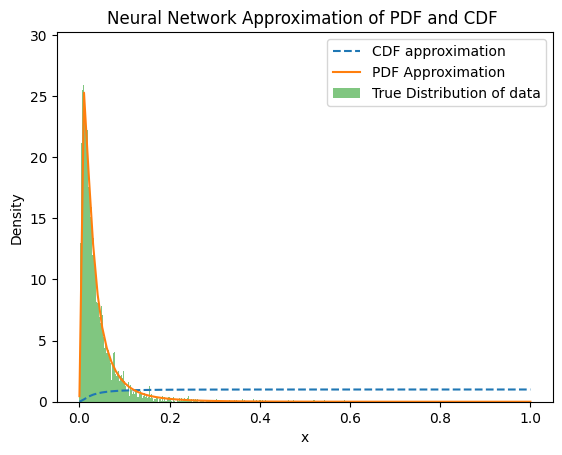 Neural Network Approximation of PDF and CDF
CDF approximation
PDF Approximation
True Distribution of data
Density
30
25
20
15
10
5
0
0.0 0.2 0.4 0.6 0.8 1.0
x